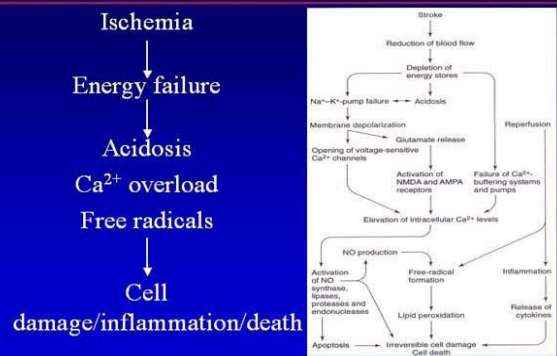 Ischemia
Energy failure
Acidosis
Ca²⁺ overload
Free radicals
Cell
damage/inflammation/death
Stroke
Reduction of blood flow
Depletion of
energy stores
Na⁺–K⁺-pump failure
Acidosis
Membrane depolarization
Reperfusion
Glutamate release
Opening of voltage-sensitive
Ca²⁺ channels
Activation of
NMDA and AMPA
receptors
Failure of Ca²⁺-
buffering systems
and pumps
Elevation of intracellular Ca²⁺ levels
NO production
Activation
of NO
synthase,
lipases,
proteases and
endonucleases
Free-radical
formation
Inflammation
Lipid peroxidation
Release of
cytokines
Apoptosis
Irreversible cell damage
Cell death